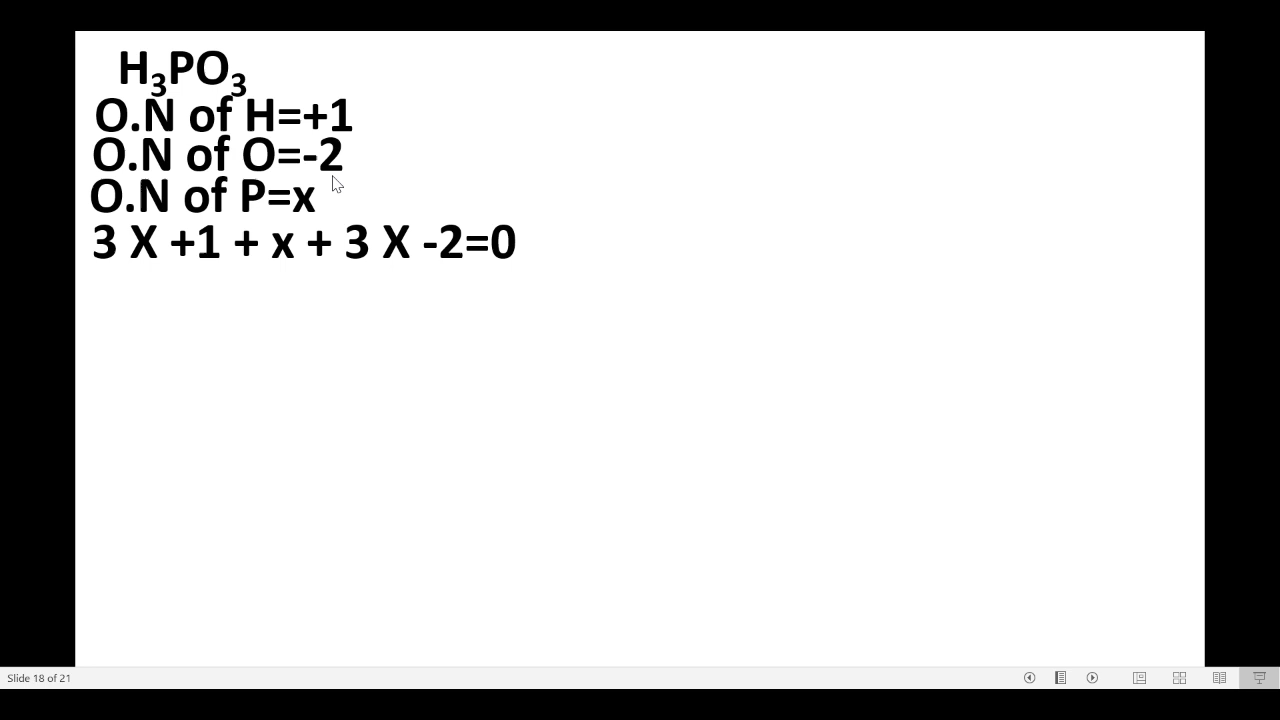 H₃PO₃
O.N of H=+1
O.N of O=-2
O.N of P=x
3 X +1 + x + 3 X -2=0
Slide 18 of 21